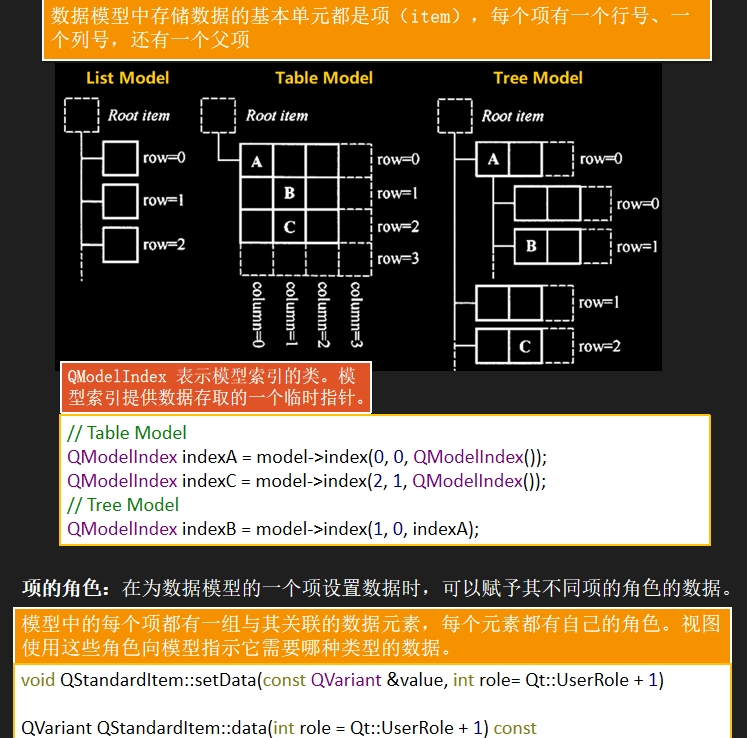 数据模型中存储数据的基本单元都是项（item），每个项有一个行号、一
个列号，还有一个父项
List Model
Root item
row=0
row=1
row=2
Table Model
Root item
A
B
C
row=0
row=1
row=2
row=3
column=0
column=1
column=2
column=3
Tree Model
Root item
A
row=0
row=0
B
row=1
row=1
C
row=2
QModelIndex 表示模型索引的类。模
型索引提供数据存取的一个临时指针。
// Table Model
QModelIndex indexA = model->index(0, 0, QModelIndex());
QModelIndex indexC = model->index(2, 1, QModelIndex());
// Tree Model
QModelIndex indexB = model->index(1, 0, indexA);
项的角色：在为数据模型的一个项设置数据时，可以赋予其不同项的角色的数据。
模型中的每个项都有一组与其关联的数据元素，每个元素都有自己的角色。视图
使用这些角色向模型指示它需要哪种类型的数据。
void QStandardItem::setData(const QVariant &value, int role= Qt::UserRole + 1)
QVariant QStandardItem::data(int role = Qt::UserRole + 1) const